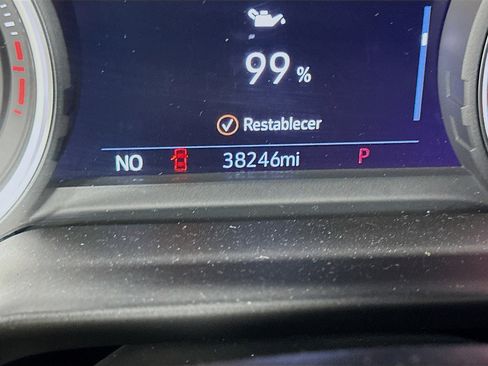 99 %
Restablecer
NO 38246mi P